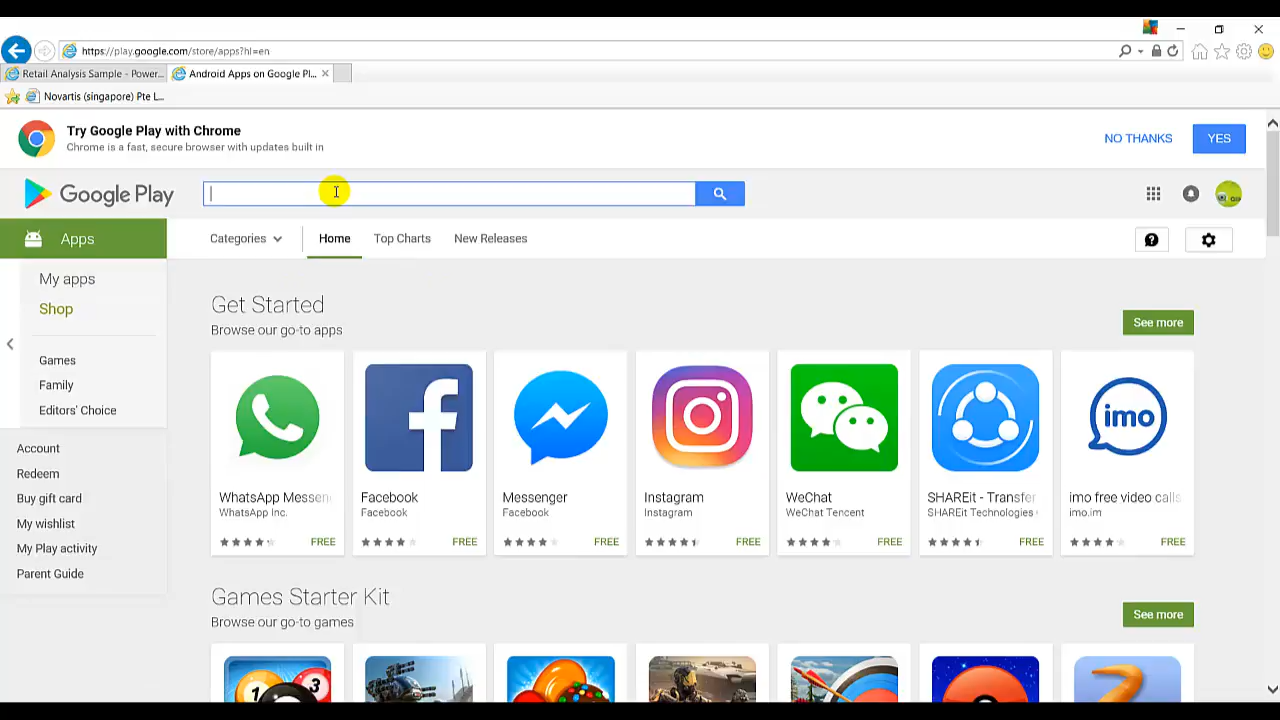 https://play.google.com/store/apps?hl=en
Retail Analysis Sample - Power...
Android Apps on Google Pl...
Novartis (singapore) Pte L...
Try Google Play with Chrome
Chrome is a fast, secure browser with updates built in
NO THANKS
YES
Google Play
Apps
Categories
Home
Top Charts
New Releases
My apps
Shop
Games
Family
Editors' Choice
Account
Redeem
Buy gift card
My wishlist
My Play activity
Parent Guide
Get Started
Browse our go-to apps
See more
imo
WhatsApp Messen
WhatsApp Inc.
FREE
Facebook
Facebook
FREE
Messenger
Facebook
FREE
Instagram
Instagram
FREE
WeChat
WeChat Tencent
FREE
SHAREit - Transfer
SHAREit Technologies
FREE
imo free video calls
imo.im
FREE
Games Starter Kit
Browse our go-to games
See more
1
3